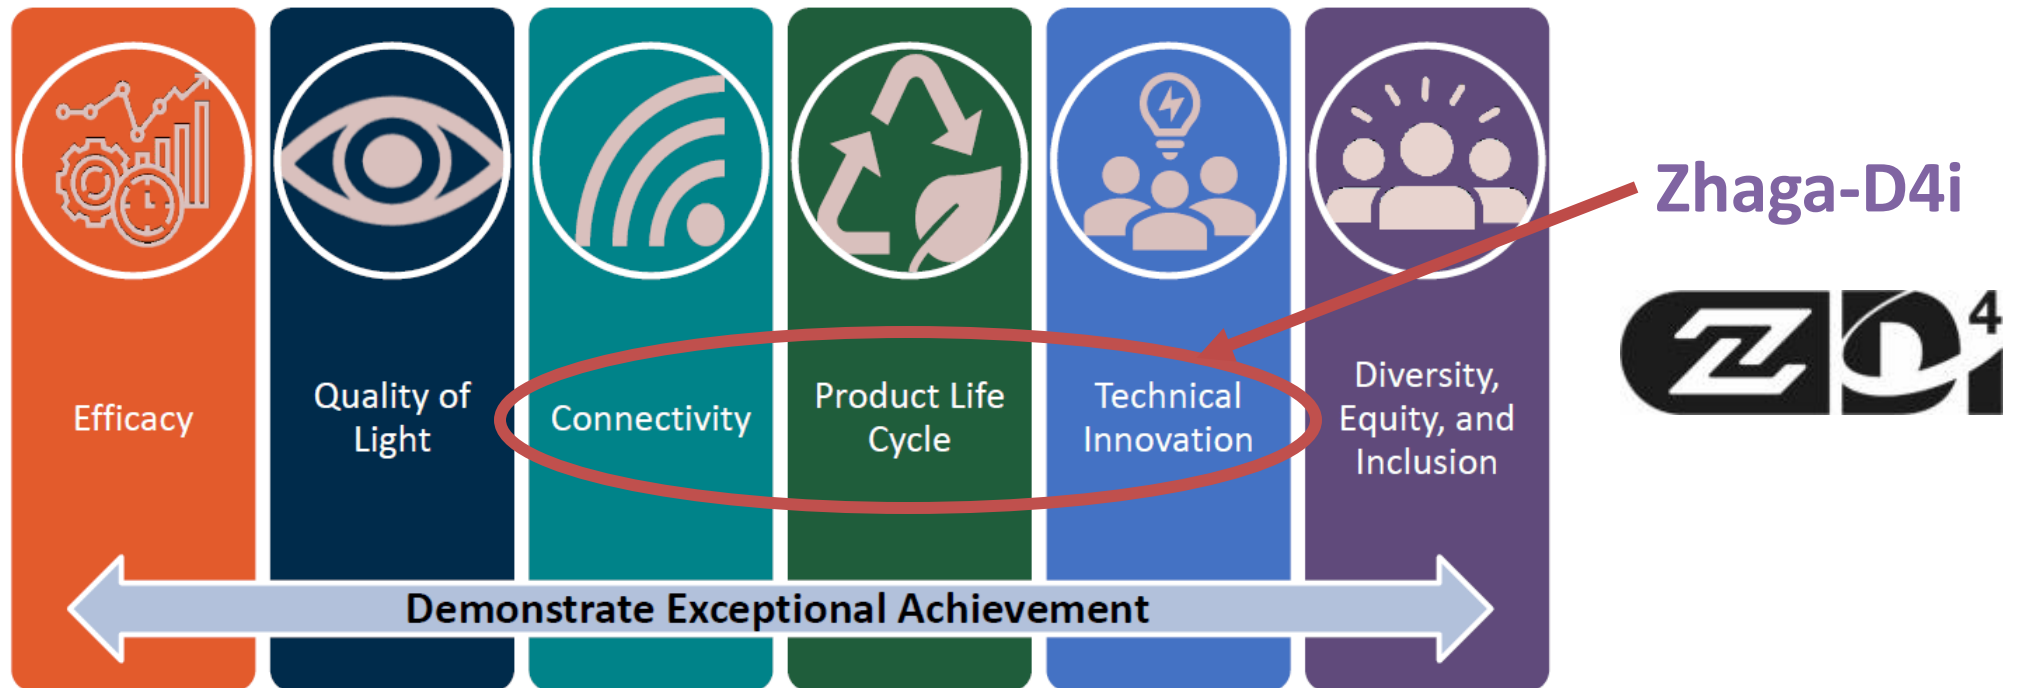 Efficacy
Quality of
Light
Connectivity
Product Life
Cycle
Technical
Innovation
Diversity,
Equity, and
Inclusion
Demonstrate Exceptional Achievement
Zhaga-D4i
Z D4i